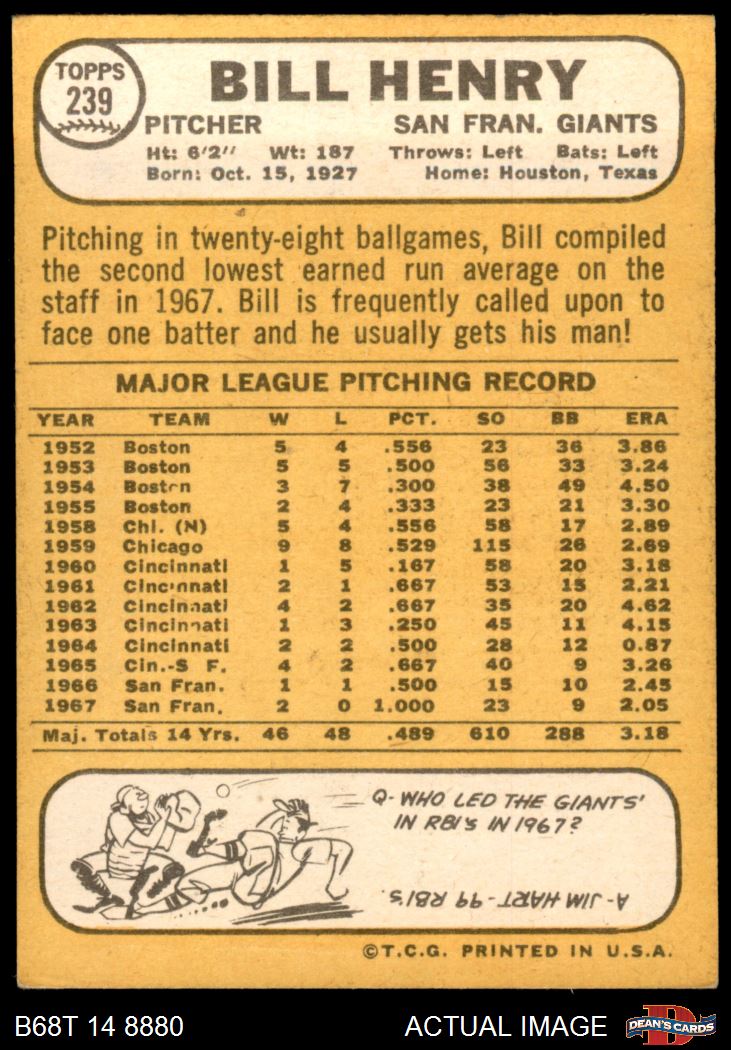 TOPPS
239
BILL HENRY
PITCHER SAN FRAN. GIANTS
Ht: 6'2" Wt: 187 Throws: Left Bats: Left
Born: Oct. 15, 1927 Home: Houston, Texas
Pitching in twenty-eight ballgames, Bill compiled
the second lowest earned run average on the
staff in 1967. Bill is frequently called upon to
face one batter and he usually gets his man!
MAJOR LEAGUE PITCHING RECORD
YEAR TEAM W L PCT. SO BB ERA
1952 Boston 5 4 .556 23 36 3.86
1953 Boston 5 5 .500 56 33 3.24
1954 Boston 3 7 .300 38 49 4.50
1955 Boston 2 4 .333 23 21 3.30
1958 Chi. (N) 5 4 .556 58 17 2.89
1959 Chicago 9 8 .529 115 26 2.69
1960 Cincinnati 1 5 .167 58 20 3.18
1961 Cincinnati 2 1 .667 53 15 2.21
1962 Cincinnati 4 2 .667 35 20 4.62
1963 Cincinnati 1 3 .250 45 11 4.15
1964 Cincinnati 2 2 .500 28 12 0.87
1965 Cin.-S F. 4 2 .667 40 9 3.26
1966 San Fran. 1 1 .500 15 10 2.45
1967 San Fran. 2 0 1.000 23 9 2.05
Maj. Totals 14 Yrs. 46 48 .489 610 288 3.18
Q- WHO LED THE GIANTS'
IN RBI's IN 1967?
A- JIM HART- 99 RBI's.
©T.C.G. PRINTED IN U.S.A.
B68T 14 8880 ACTUAL IMAGE DEAN'S CARDS